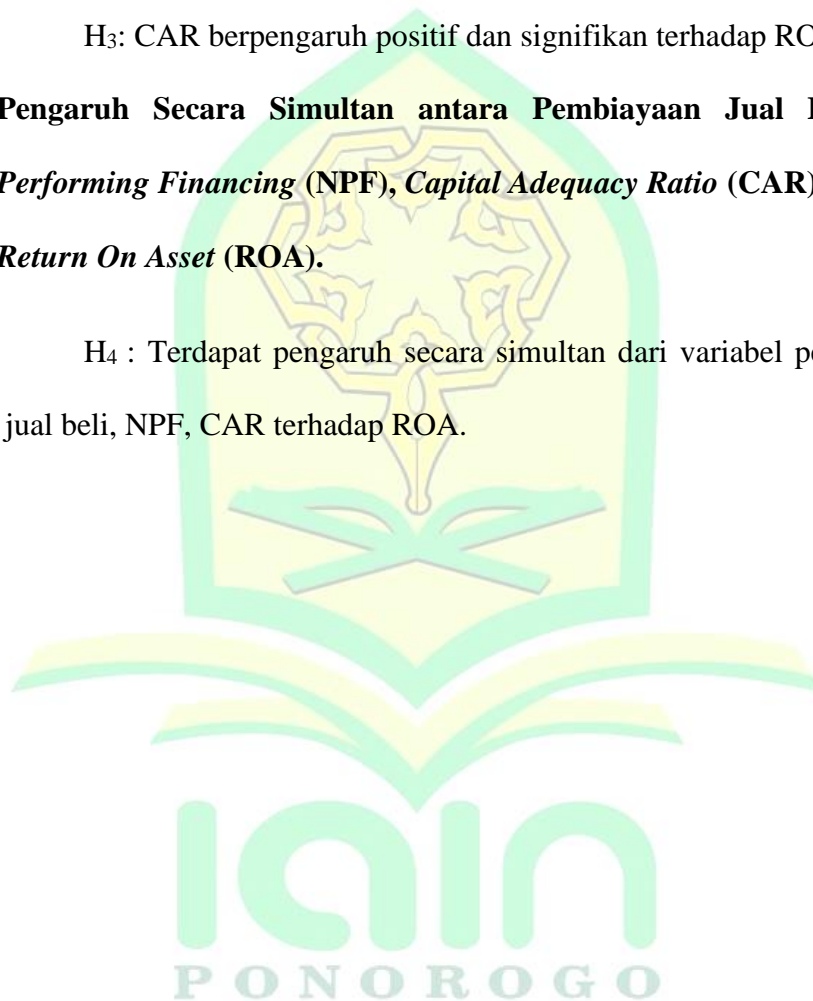 H₃: CAR berpengaruh positif dan signifikan terhadap RO
Pengaruh Secara Simultan antara Pembiayaan Jual
Performing Financing (NPF), Capital Adequacy Ratio (CAR)
Return On Asset (ROA).
H₄ : Terdapat pengaruh secara simultan dari variabel
jual beli, NPF, CAR terhadap ROA.
iain
PONOROGO